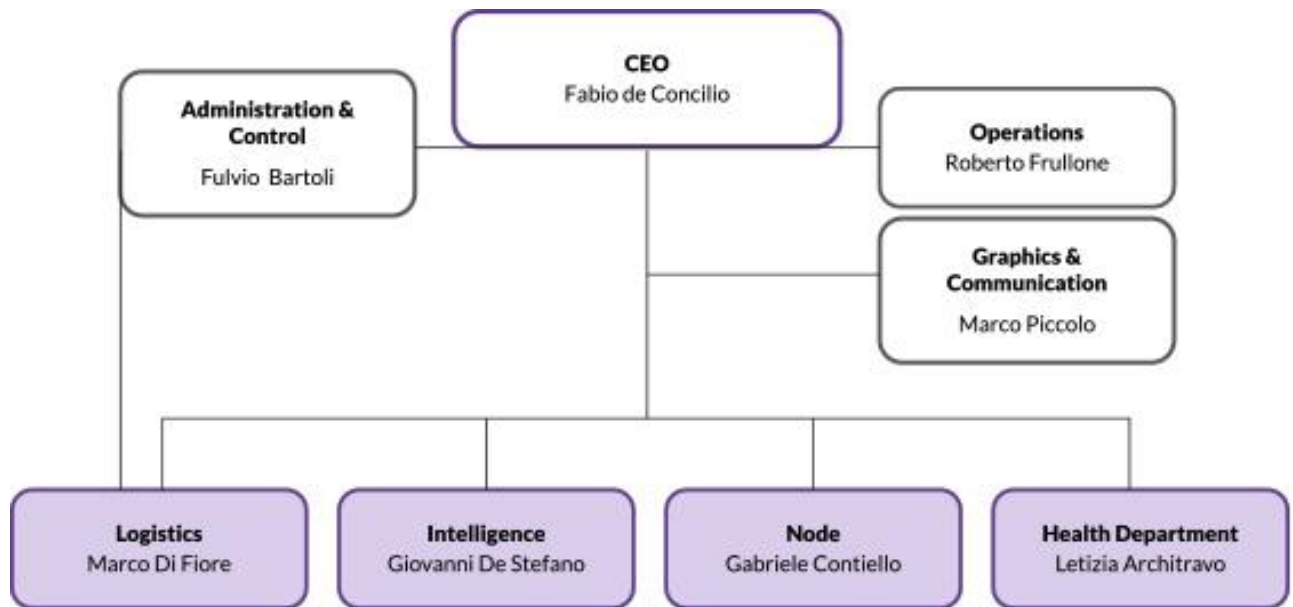 CEO
Fabio de Concilio
Administration &
Control
Fulvio Bartoli
Operations
Roberto Frullone
Graphics &
Communication
Marco Piccolo
Logistics
Marco Di Fiore
Intelligence
Giovanni De Stefano
Node
Gabriele Contiello
Health Department
Letizia Architravo